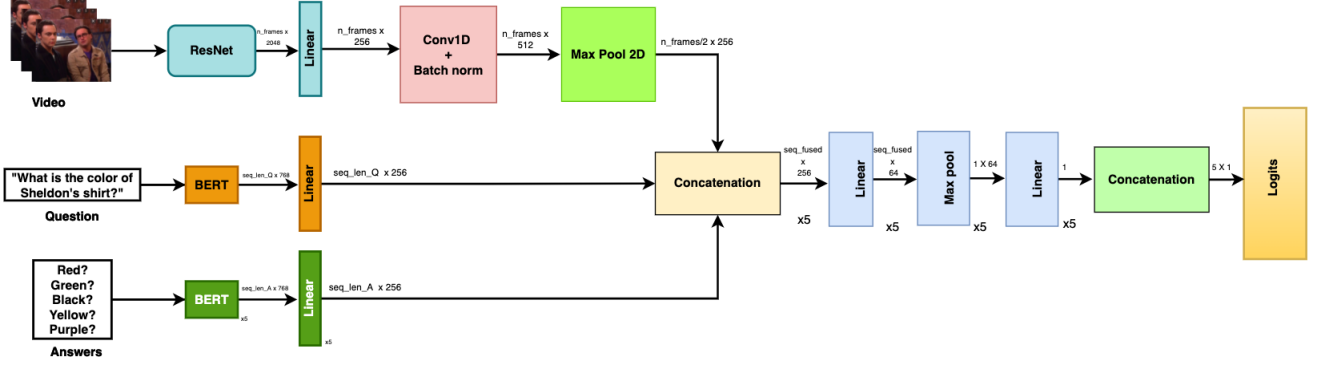 Video
ResNet
n_frames x
2048
Linear
n_frames x
256
Conv1D
+
Batch norm
n_frames x
512
Max Pool 2D
n_frames/2 x 256
"What is the color of
Sheldon's shirt?"
Question
BERT
seq_len_Q x 768
Linear
seq_len_Q x 256
Red?
Green?
Black?
Yellow?
Purple?
Answers
BERT
x5
seq_len_A x 768
Linear
x5
seq_len_A x 256
Concatenation
seq_fused
x
256
x5
Linear
x5
seq_fused
x
64
Max pool
x5
1 X 64
Linear
x5
1
Concatenation
5 X 1
Logits